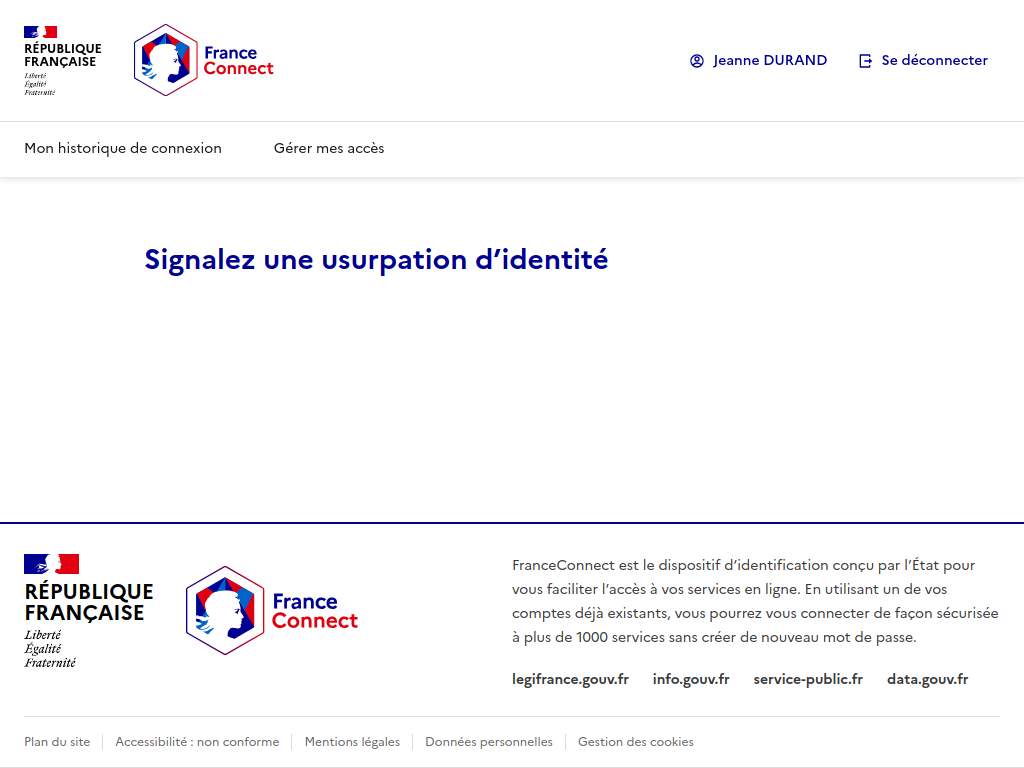 RÉPUBLIQUE
FRANÇAISE
Liberté
Égalité
Fraternité
France
Connect
Jeanne DURAND
Se déconnecter
Mon historique de connexion
Gérer mes accès
Signalez une usurpation d’identité
RÉPUBLIQUE
FRANÇAISE
Liberté
Égalité
Fraternité
France
Connect
FranceConnect est le dispositif d’identification conçu par l’État pour
vous faciliter l’accès à vos services en ligne. En utilisant un de vos
comptes déjà existants, vous pourrez vous connecter de façon sécurisée
à plus de 1000 services sans créer de nouveau mot de passe.
legifrance.gouv.fr info.gouv.fr service-public.fr data.gouv.fr
Plan du site Accessibilité : non conforme Mentions légales Données personnelles Gestion des cookies